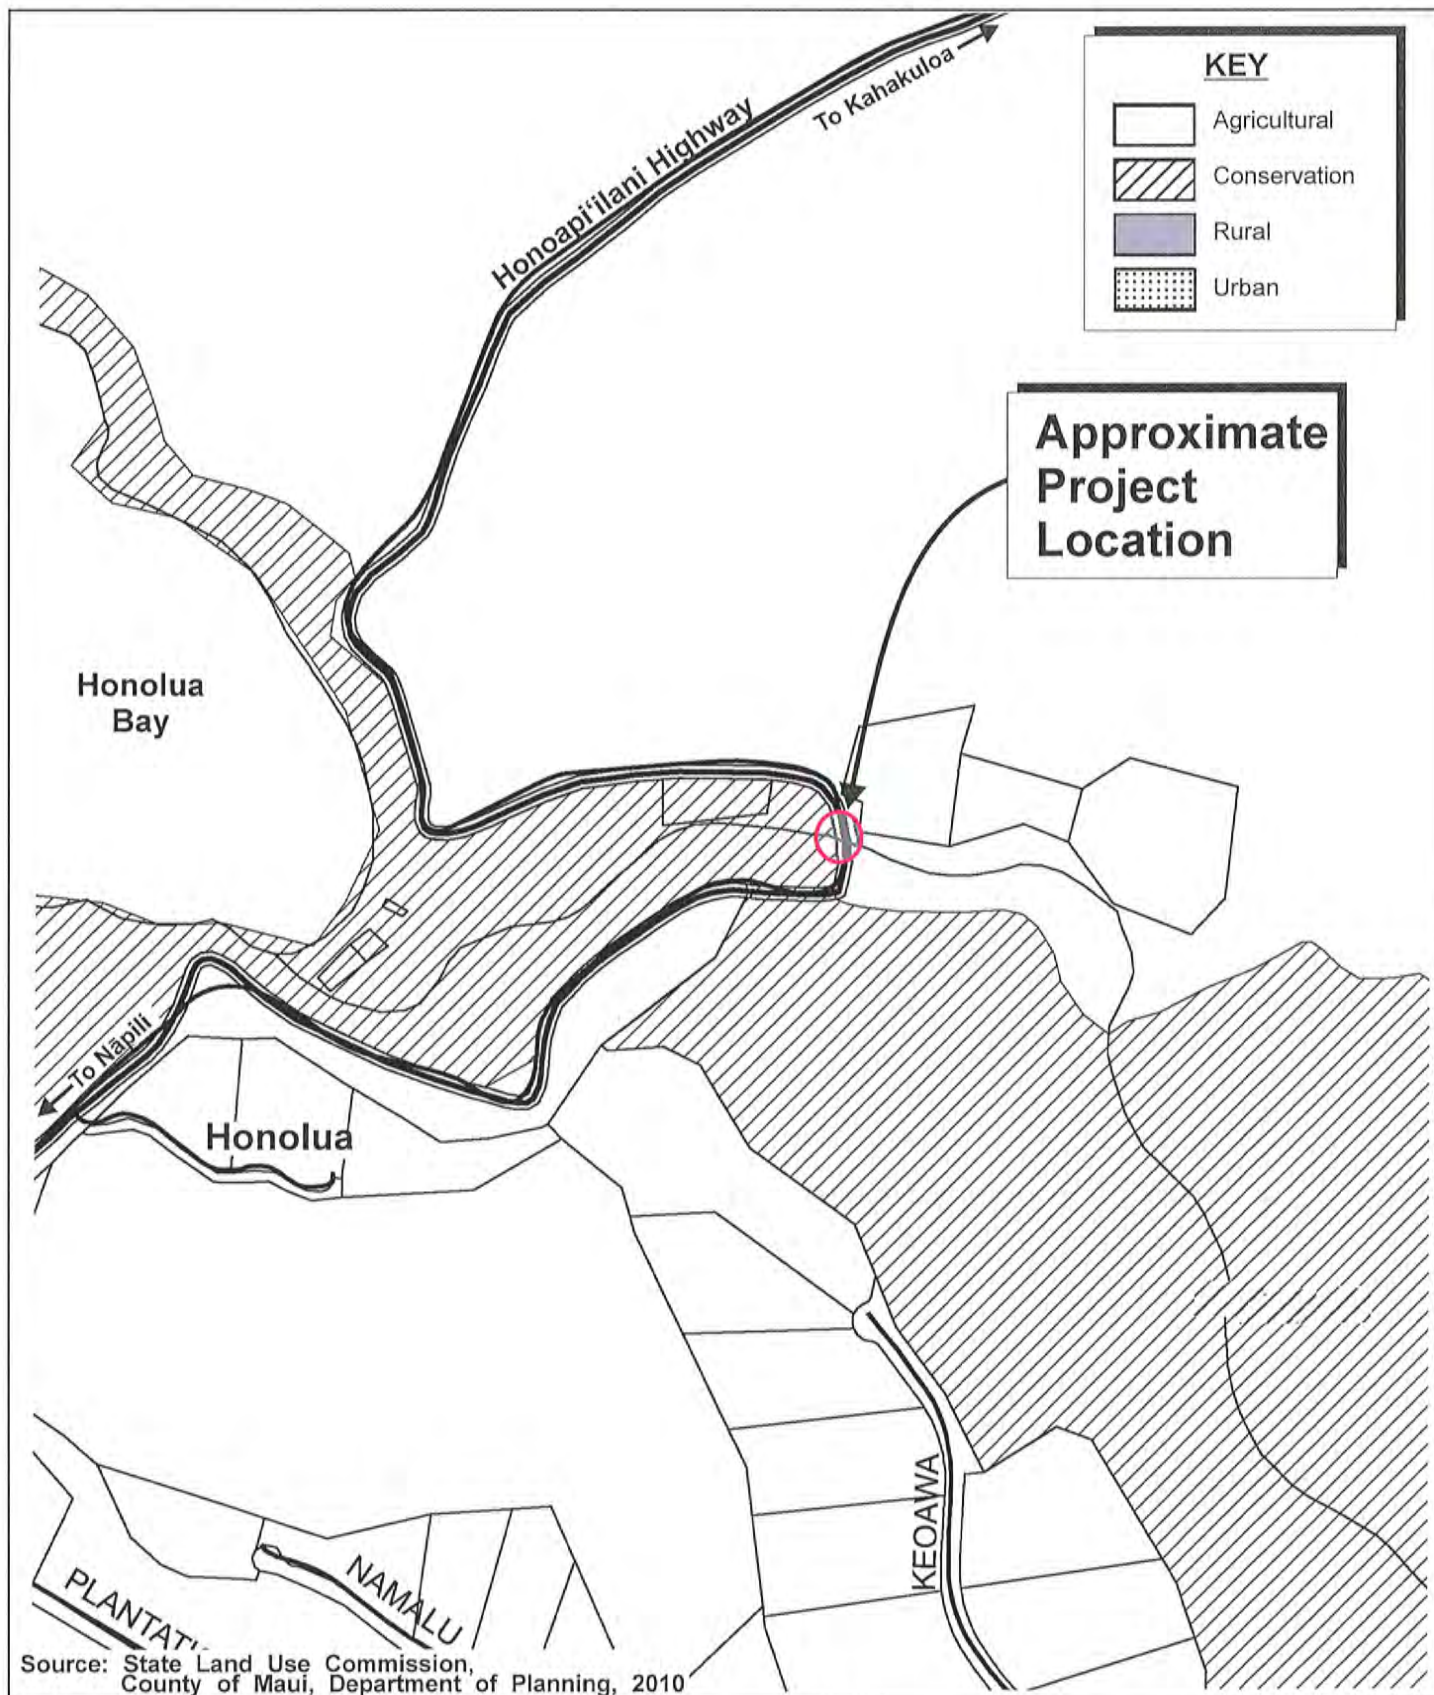 KEY
Agricultural
Conservation
Rural
Urban
To Kahakuloa
Honoapi‘ilani Highway
Approximate
Project
Location
Honolua
Bay
To Nāpili
Honolua
KEOAWA
NAMALU
PLANTATI
Source: State Land Use Commission,
County of Maui, Department of Planning, 2010